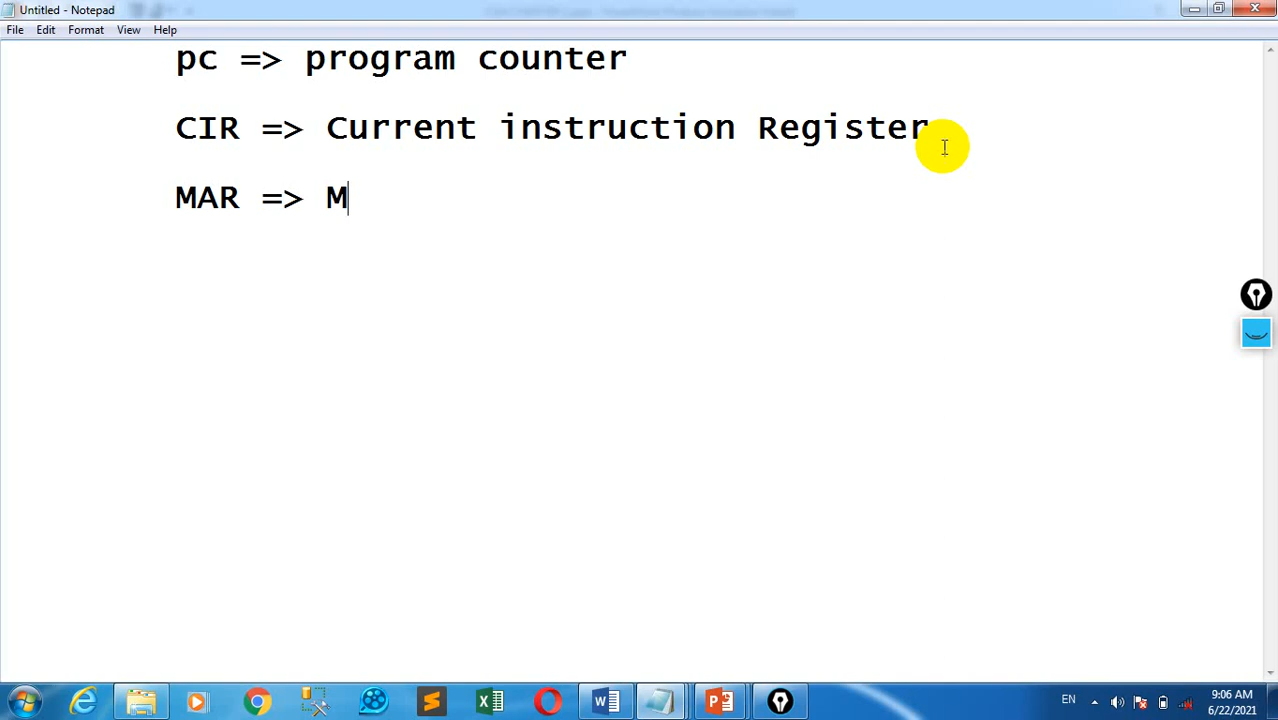 Untitled - Notepad
File Edit Format View Help
pc => program counter
CIR => Current instruction Register
MAR => M
EN
9:06 AM
6/22/2021